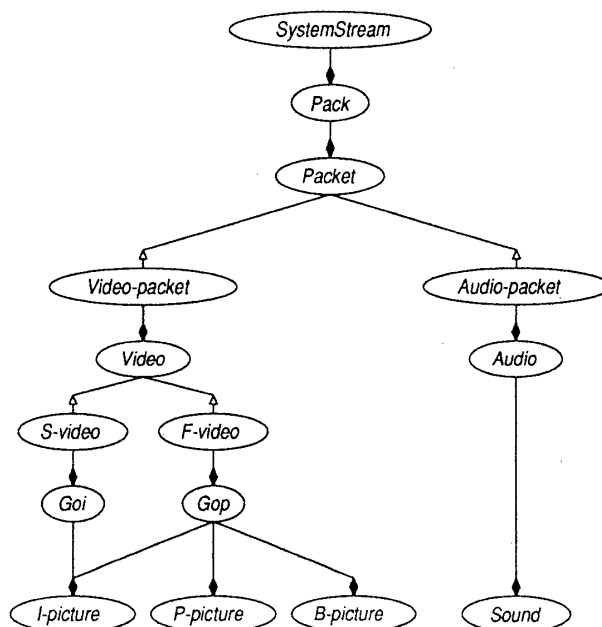 SystemStream
Pack
Packet
Video-packet Audio-packet
Video Audio
S-video F-video
Goi Gop
I-picture P-picture B-picture Sound